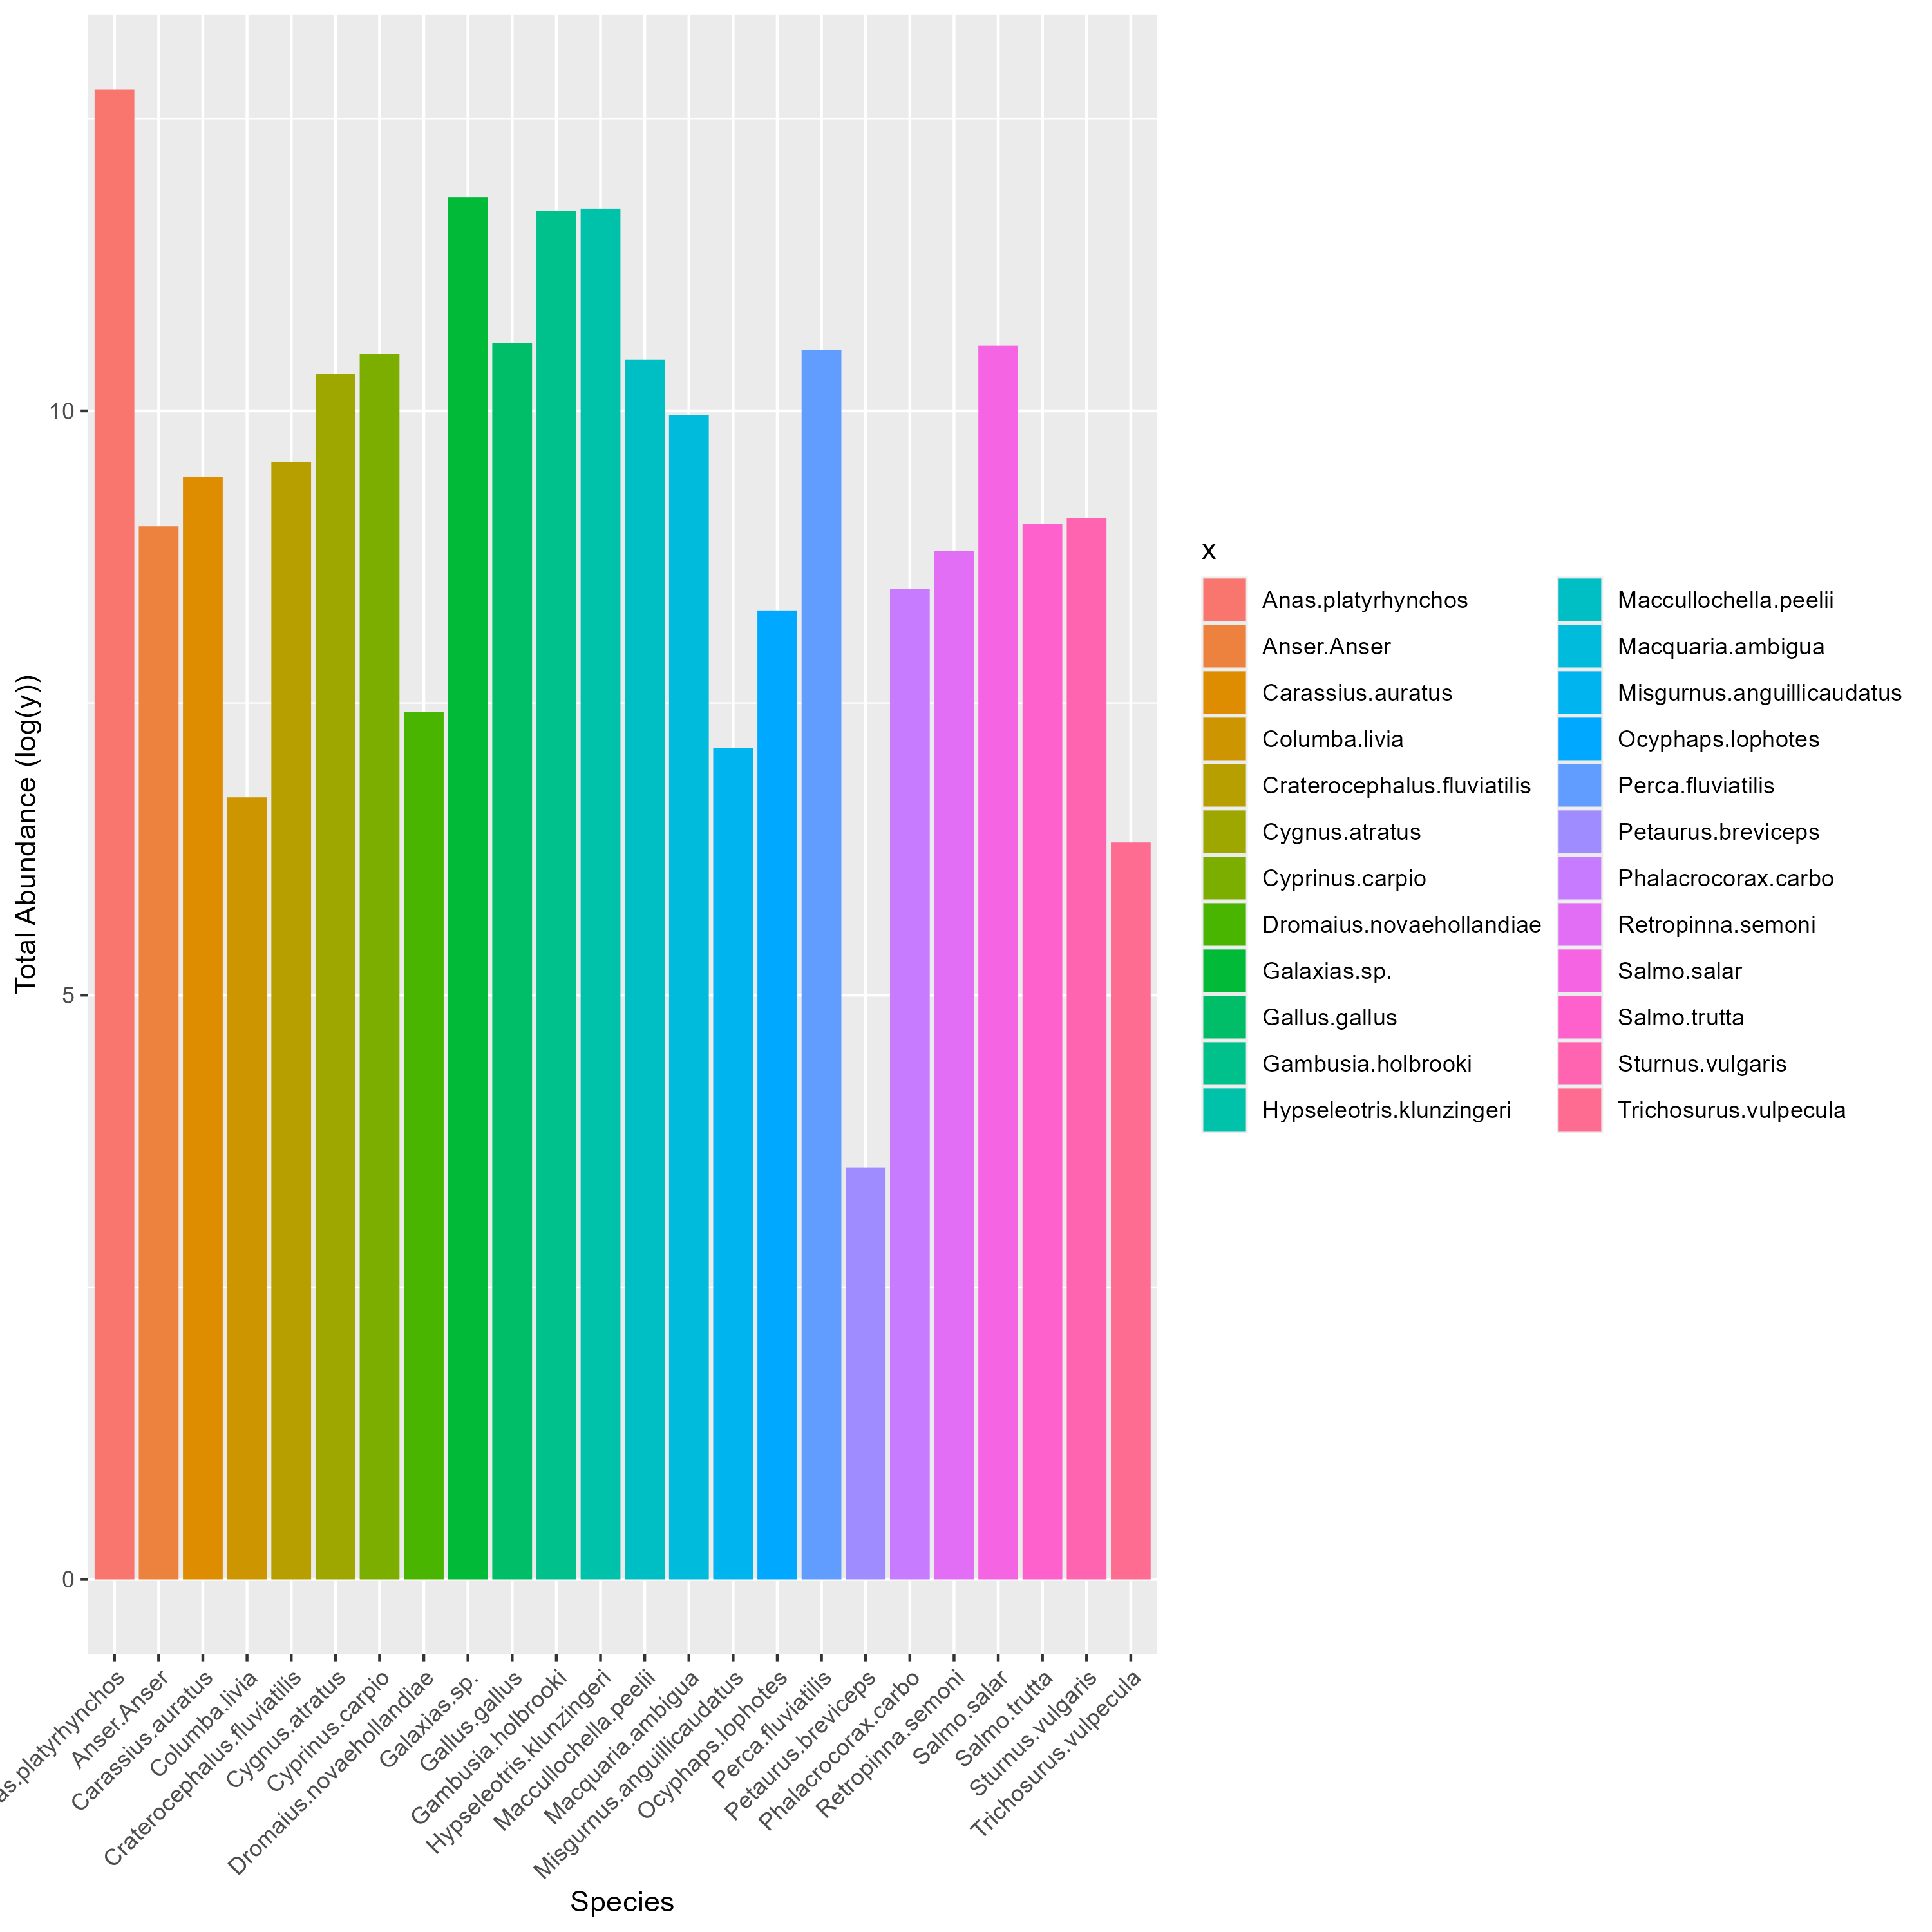 Total Abundance (log(y))
10
5
0
as.platyrhynchos
Anser.Anser
Carassius.auratus
Columba.livia
Craterocephalus.fluviatilis
Cygnus.atratus
Cyprinus.carpio
Dromaius.novaehollandiae
Galaxias.sp.
Gallus.gallus
Gambusia.holbrooki
Hypseleotris.klunzingeri
Maccullochella.peelii
Macquaria.ambigua
Misgurnus.anguillicaudatus
Ocyphaps.lophotes
Perca.fluviatilis
Petaurus.breviceps
Phalacrocorax.carbo
Retropinna.semoni
Salmo.salar
Salmo.trutta
Sturnus.vulgaris
Trichosurus.vulpecula
Species
x
Anas.platyrhynchos
Anser.Anser
Carassius.auratus
Columba.livia
Craterocephalus.fluviatilis
Cygnus.atratus
Cyprinus.carpio
Dromaius.novaehollandiae
Galaxias.sp.
Gallus.gallus
Gambusia.holbrooki
Hypseleotris.klunzingeri
Maccullochella.peelii
Macquaria.ambigua
Misgurnus.anguillicaudatus
Ocyphaps.lophotes
Perca.fluviatilis
Petaurus.breviceps
Phalacrocorax.carbo
Retropinna.semoni
Salmo.salar
Salmo.trutta
Sturnus.vulgaris
Trichosurus.vulpecula